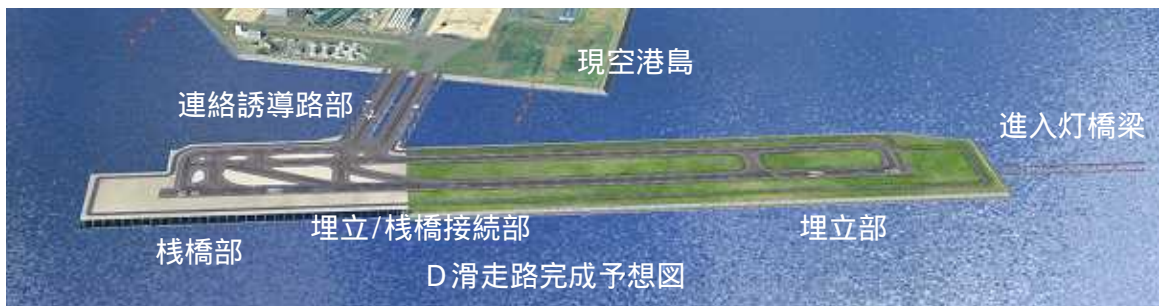 現空港島
連絡誘導路部
進入灯橋梁
埋立/桟橋接続部
埋立部
桟橋部
D滑走路完成予想図